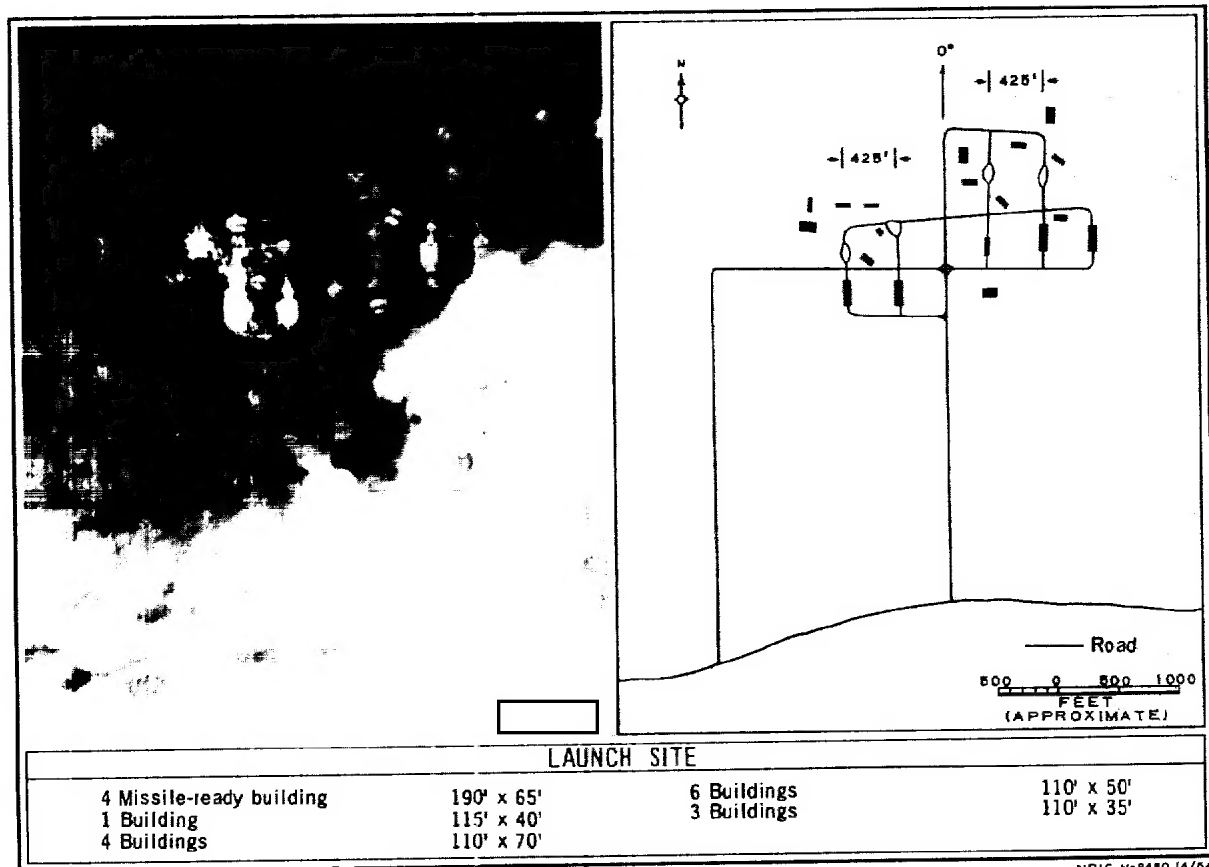 N
0°
425'
425'
Road
500 0 500 1000
FEET
(APPROXIMATE)
LAUNCH SITE
4 Missile-ready building 190' x 65'
1 Building 115' x 40'
4 Buildings 110' x 70'
6 Buildings 110' x 50'
3 Buildings 110' x 35'